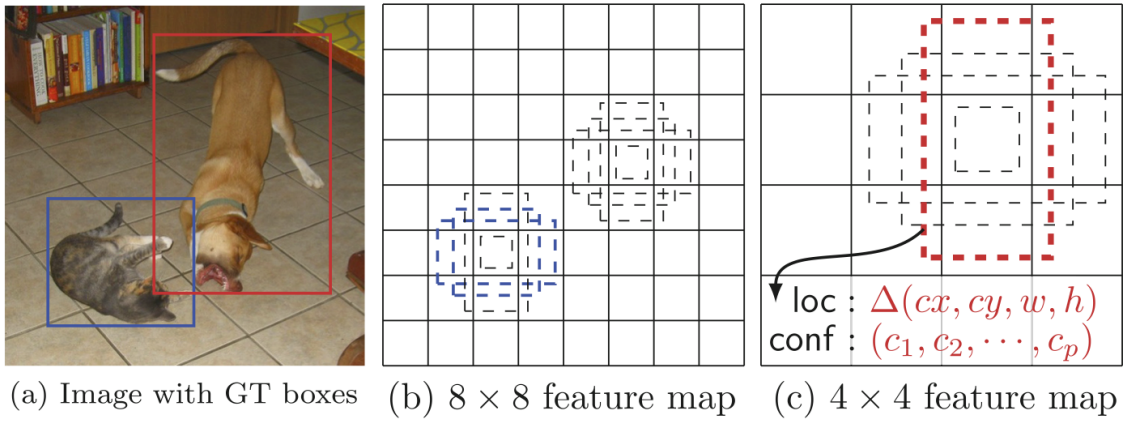 loc : Δ(cx, cy, w, h)
conf : (c₁, c₂, ⋯, cₚ)
(a) Image with GT boxes
(b) 8 × 8 feature map
(c) 4 × 4 feature map